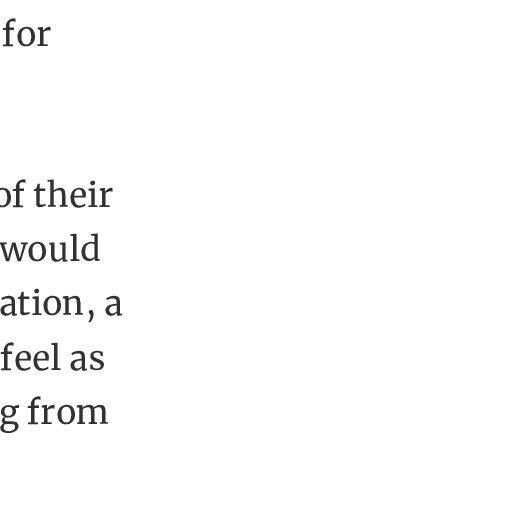 for
of their
would
ation, a
feel as
g from